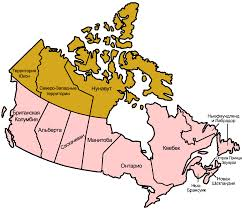 Территория
Юкон
Северо-Западные
территории
Нунавут
Британская
Колумбия
Альберта
Саскачеван
Манитоба
Онтарио
Квебек
Ньюфаундленд и
Лабрадор
Остров Принца
Эдуарда
Новая
Шотландия
Нью-
Брансуик